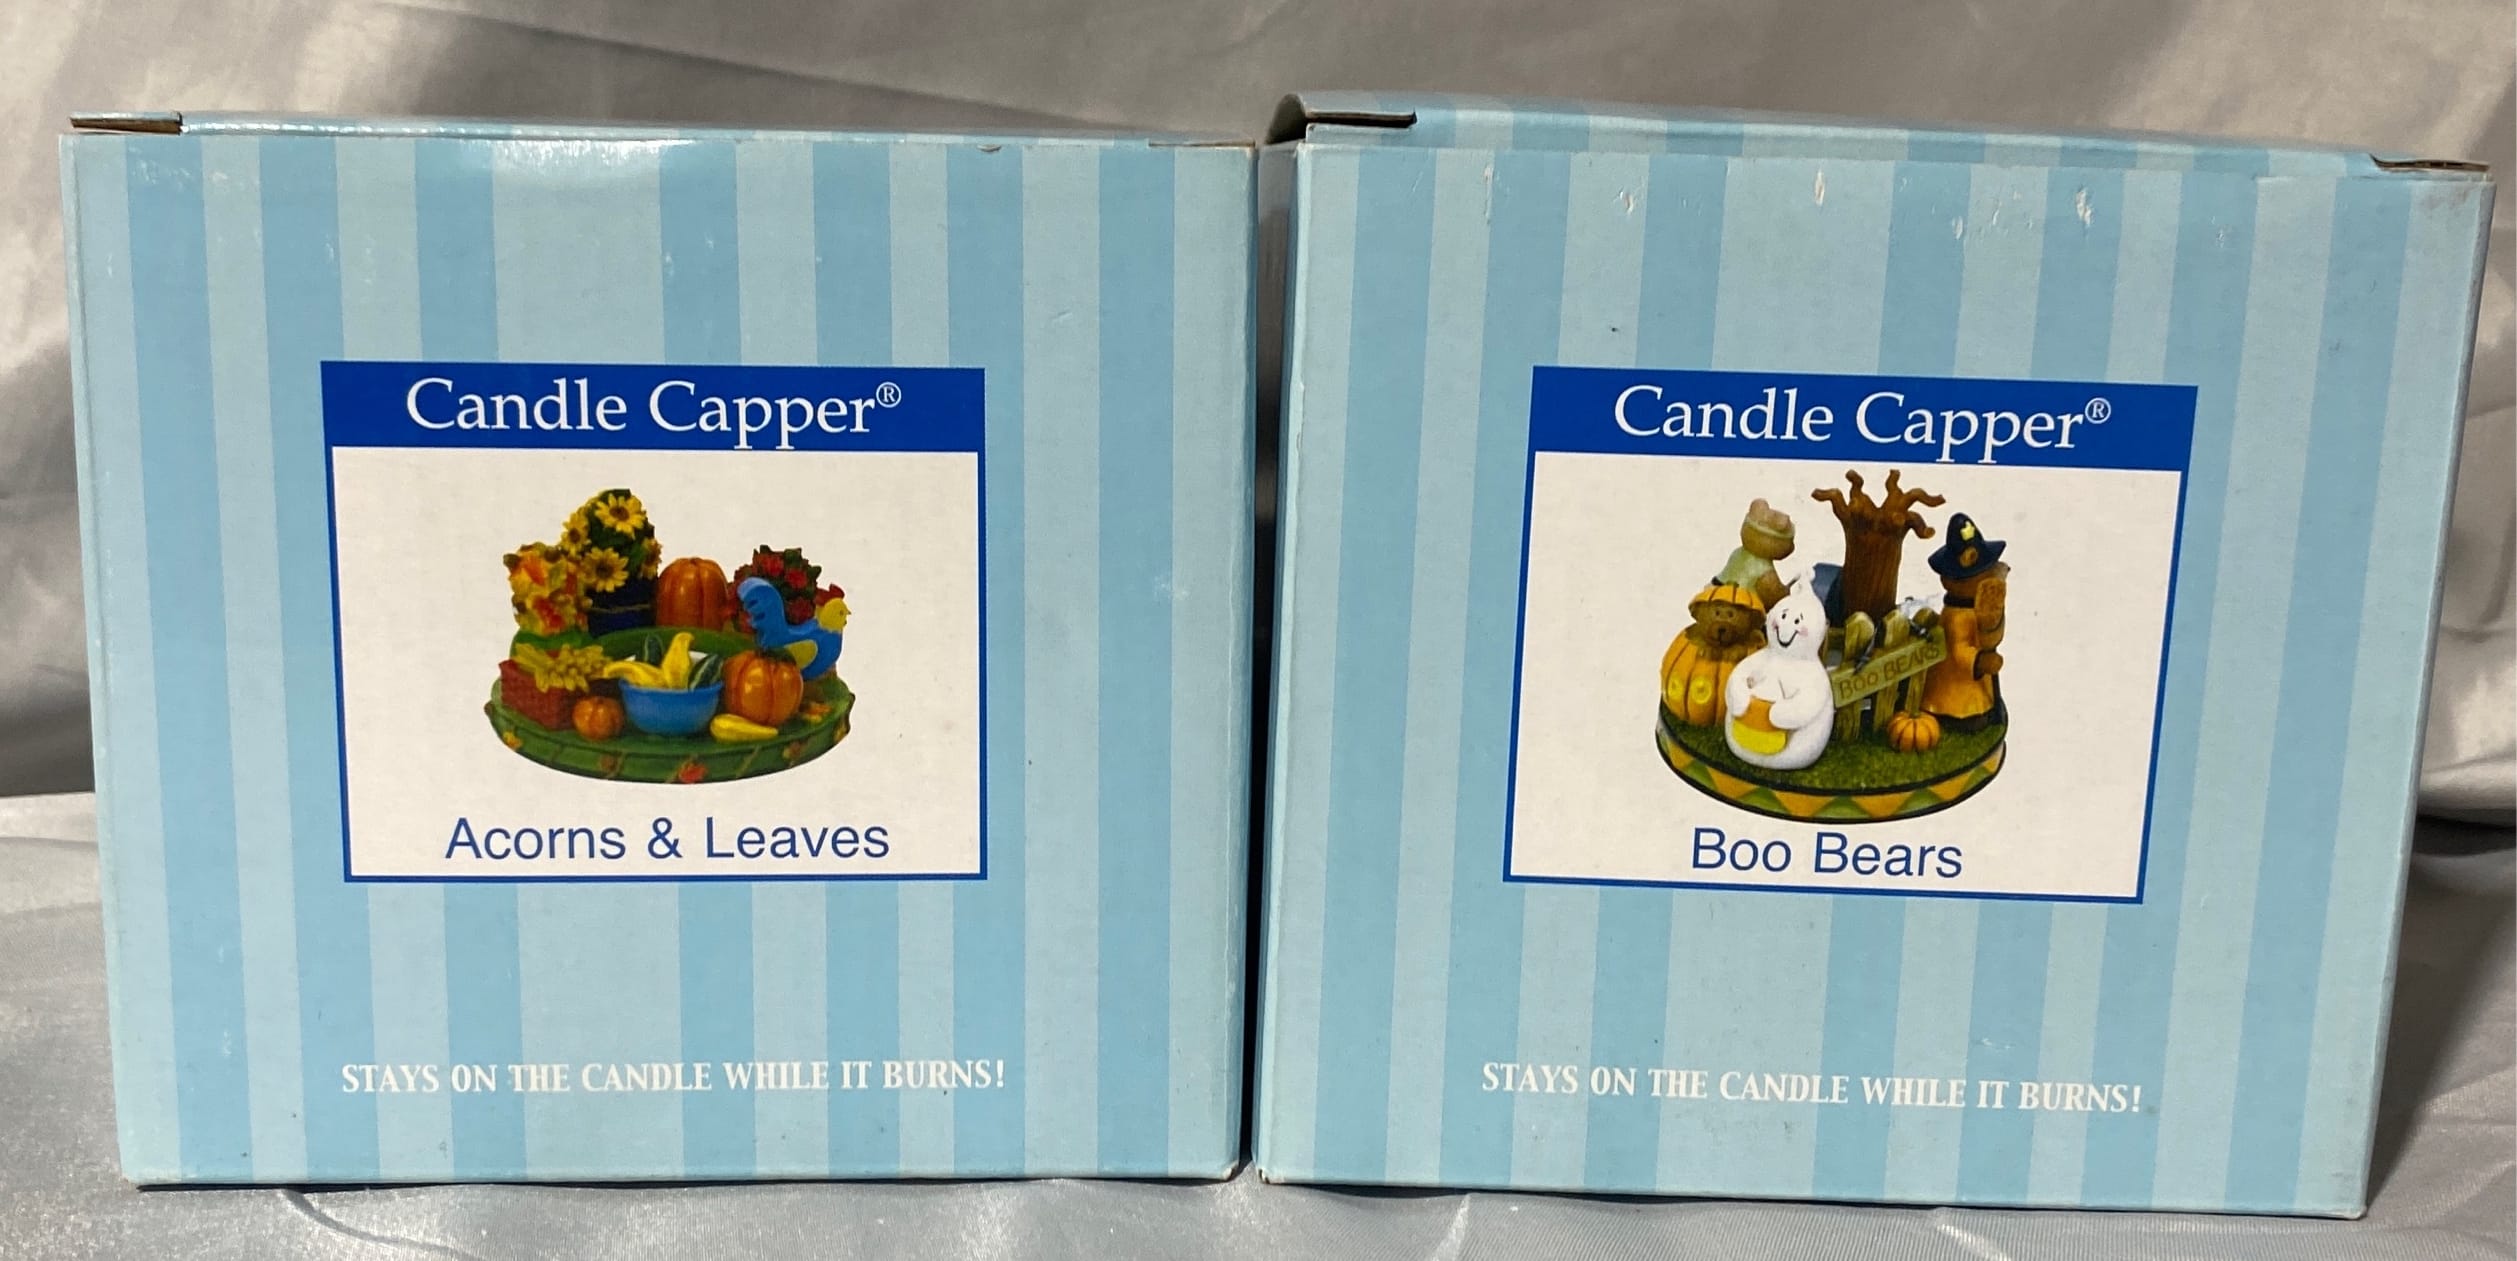 Candle Capper®
Acorns & Leaves
STAYS ON THE CANDLE WHILE IT BURNS!
Candle Capper®
BOO BEARS
Boo Bears
STAYS ON THE CANDLE WHILE IT BURNS!